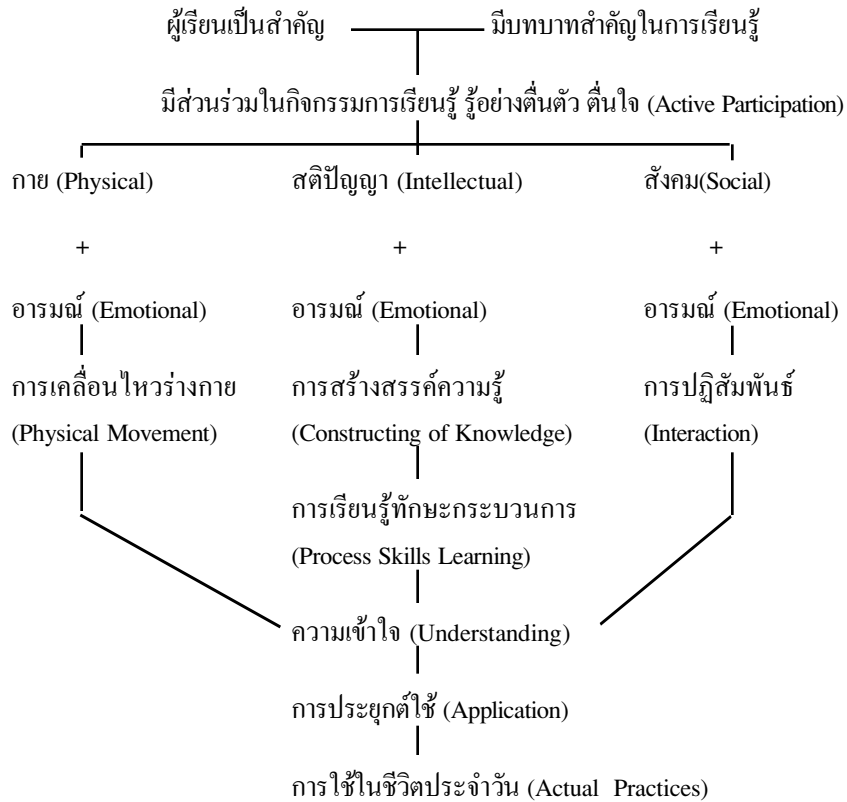 ผู้เรียนเป็นสำคัญ มีบทบาทสำคัญในการเรียนรู้
มีส่วนร่วมในกิจกรรมการเรียนรู้ รู้อย่างตื่นตัว ตื่นใจ (Active Participation)
กาย (Physical) สติปัญญา (Intellectual) สังคม(Social)
+ + +
อารมณ์ (Emotional) อารมณ์ (Emotional) อารมณ์ (Emotional)
การเคลื่อนไหวร่างกาย การสร้างสรรค์ความรู้ การปฏิสัมพันธ์
(Physical Movement) (Constructing of Knowledge) (Interaction)
การเรียนรู้ทักษะกระบวนการ
(Process Skills Learning)
ความเข้าใจ (Understanding)
การประยุกต์ใช้ (Application)
การใช้ในชีวิตประจำวัน (Actual Practices)